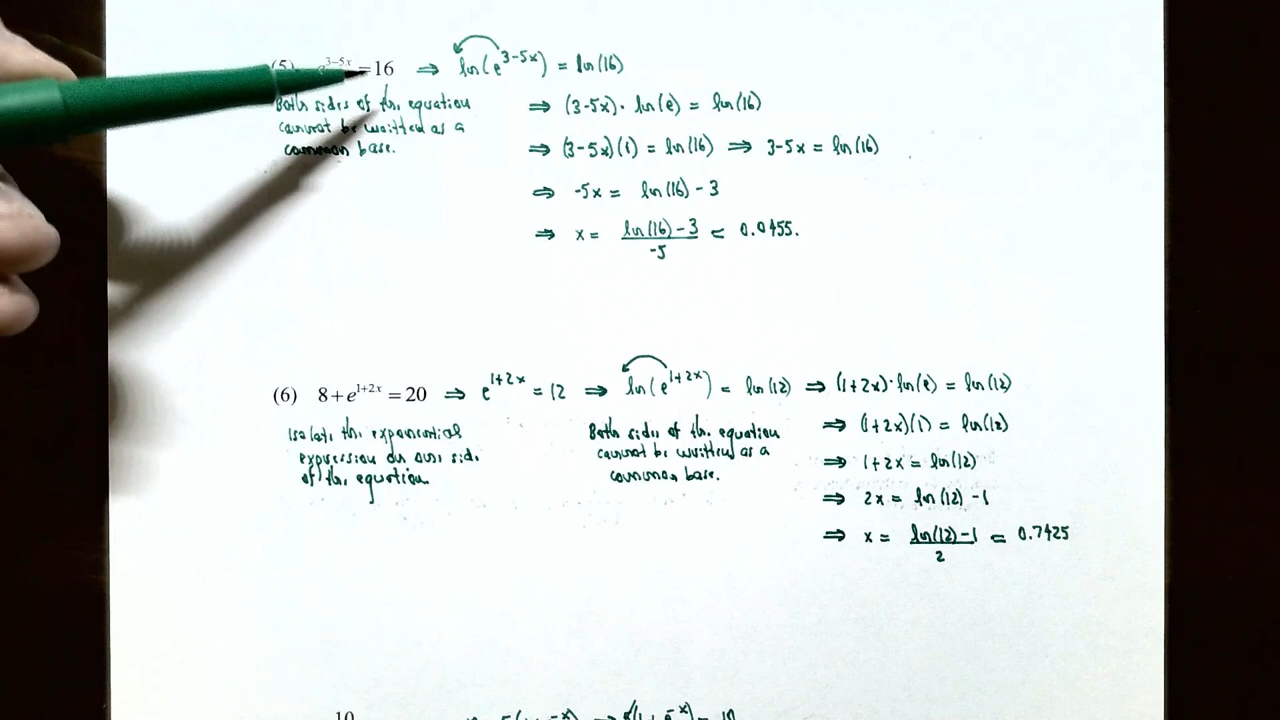 (5) e^{3-5x} = 16 ⇒ ln(e^{3-5x}) = ln(16)
Both sides of the equation cannot be written as a common base.
⇒ (3-5x) · ln(e) = ln(16)
⇒ (3-5x)(1) = ln(16) ⇒ 3-5x = ln(16)
⇒ -5x = ln(16) - 3
⇒ x = \frac{ln(16) - 3}{-5} = 0.0455.
(6) 8 + e^{1+2x} = 20 ⇒ e^{1+2x} = 12 ⇒ ln(e^{1+2x}) = ln(12) ⇒ (1+2x) · ln(e) = ln(12)
Isolate the exponential
expression on one side
of the equation.
Both sides of the equation
cannot be written as a
common base.
⇒ (1+2x)(1) = ln(12)
⇒ 1+2x = ln(12)
⇒ 2x = ln(12) - 1
⇒ x = \frac{ln(12) - 1}{2} = 0.7425
10